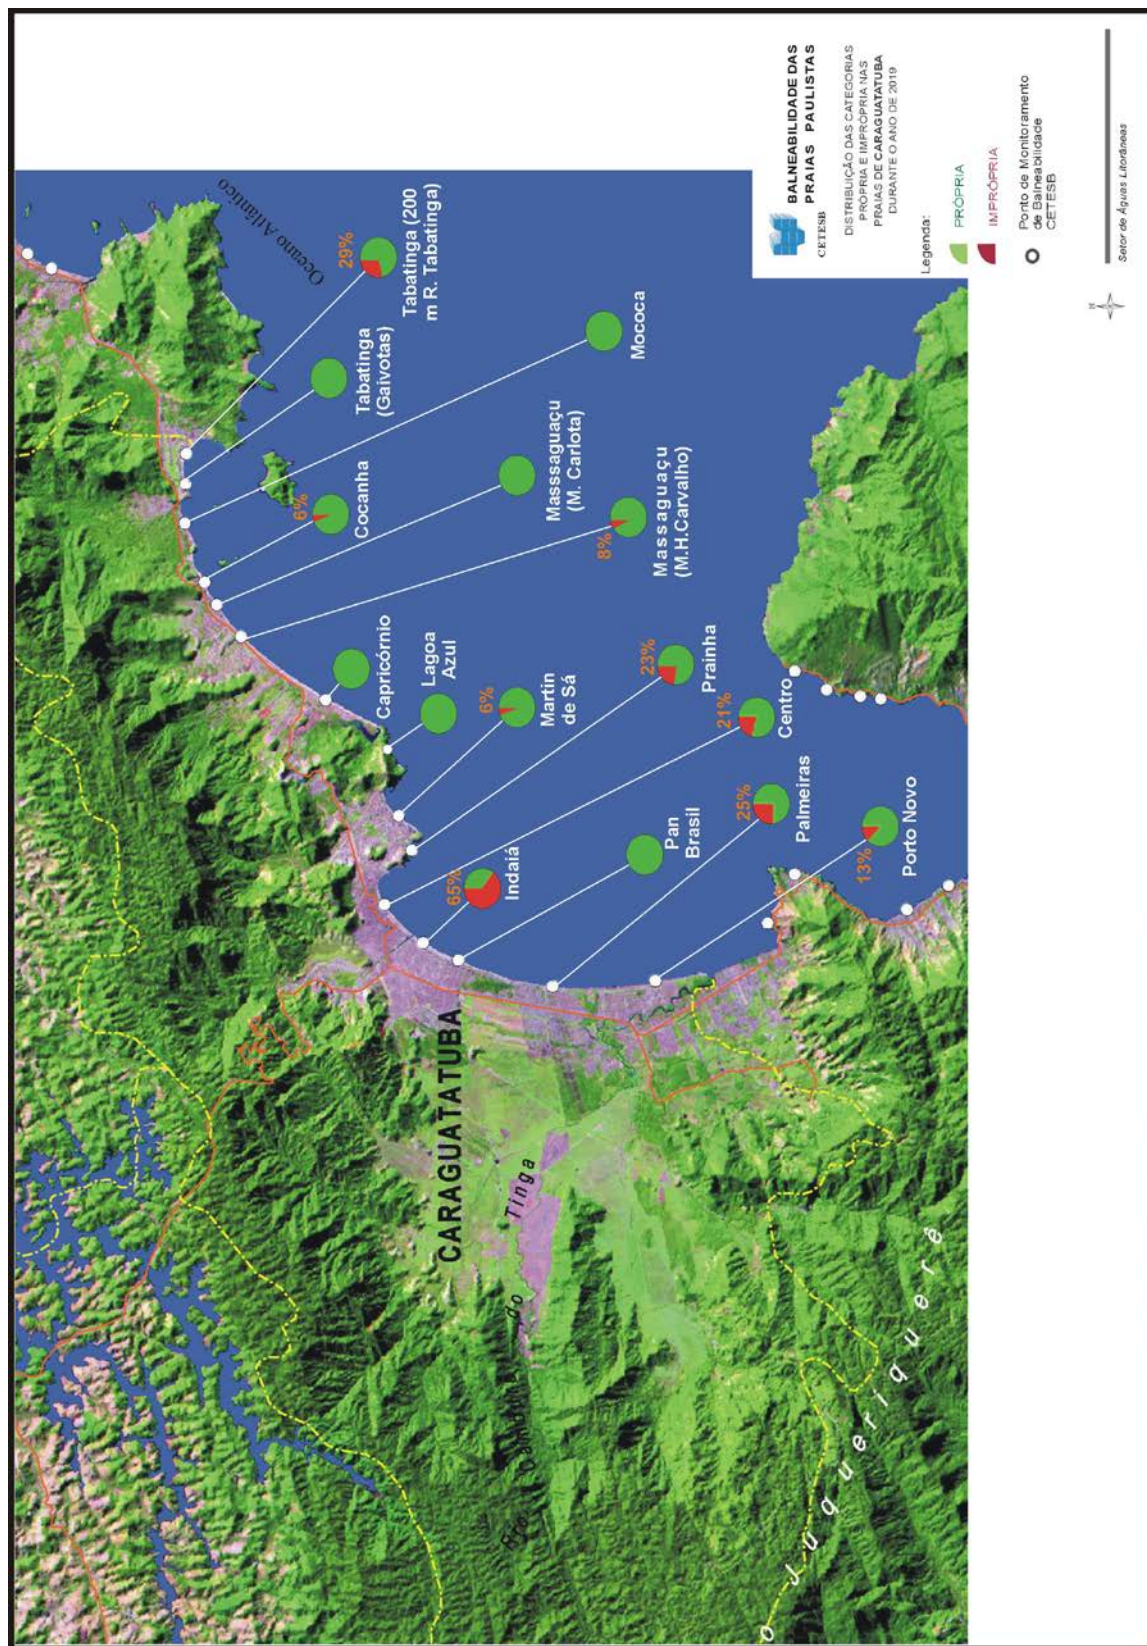 BALNEABILIDADE DAS
PRAIAS PAULISTAS
CETESB
DISTRIBUIÇÃO DAS CATEGORIAS
PRÓPRIA E IMPRÓPRIA NAS
PRAIAS DE CARAGUATATUBA
DURANTE O ANO DE 2019
Legenda:
PRÓPRIA
IMPRÓPRIA
Ponto de Monitoramento
de Balneabilidade
CETESB
Setor de Águas Litorâneas
Oceano Atlântico
29%
Tabatinga (200
m R. Tabatinga)
Tabatinga
(Gaivotas)
Mococa
6%
Cocanha
Masssaguaçu
(M. Carlota)
8%
Massaguaçu
(M.H.Carvalho)
Capricórnio
Lagoa
Azul
6%
Martin
de Sá
23%
Prainha
21%
Centro
65%
Indaiá
Pan
Brasil
25%
Palmeiras
13%
Porto Novo
CARAGUATATUBA
do Tinga
o Juqueriquerê